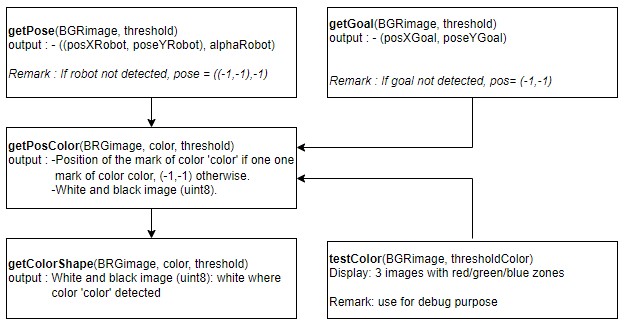 getPose(BGRimage, threshold)
output : - ((posXRobot, poseYRobot), alphaRobot)
Remark : If robot not detected, pose = ((-1,-1),-1)
getGoal(BGRimage, threshold)
output : - (posXGoal, poseYGoal)
Remark : If goal not detected, pos= (-1,-1)
getPosColor(BRGimage, color, threshold)
output : -Position of the mark of color 'color' if one one
mark of color color, (-1,-1) otherwise.
-White and black image (uint8).
getColorShape(BRGimage, color, threshold)
output : White and black image (uint8): white where
color 'color' detected
testColor(BGRimage, thresholdColor)
Display: 3 images with red/green/blue zones
Remark: use for debug purpose